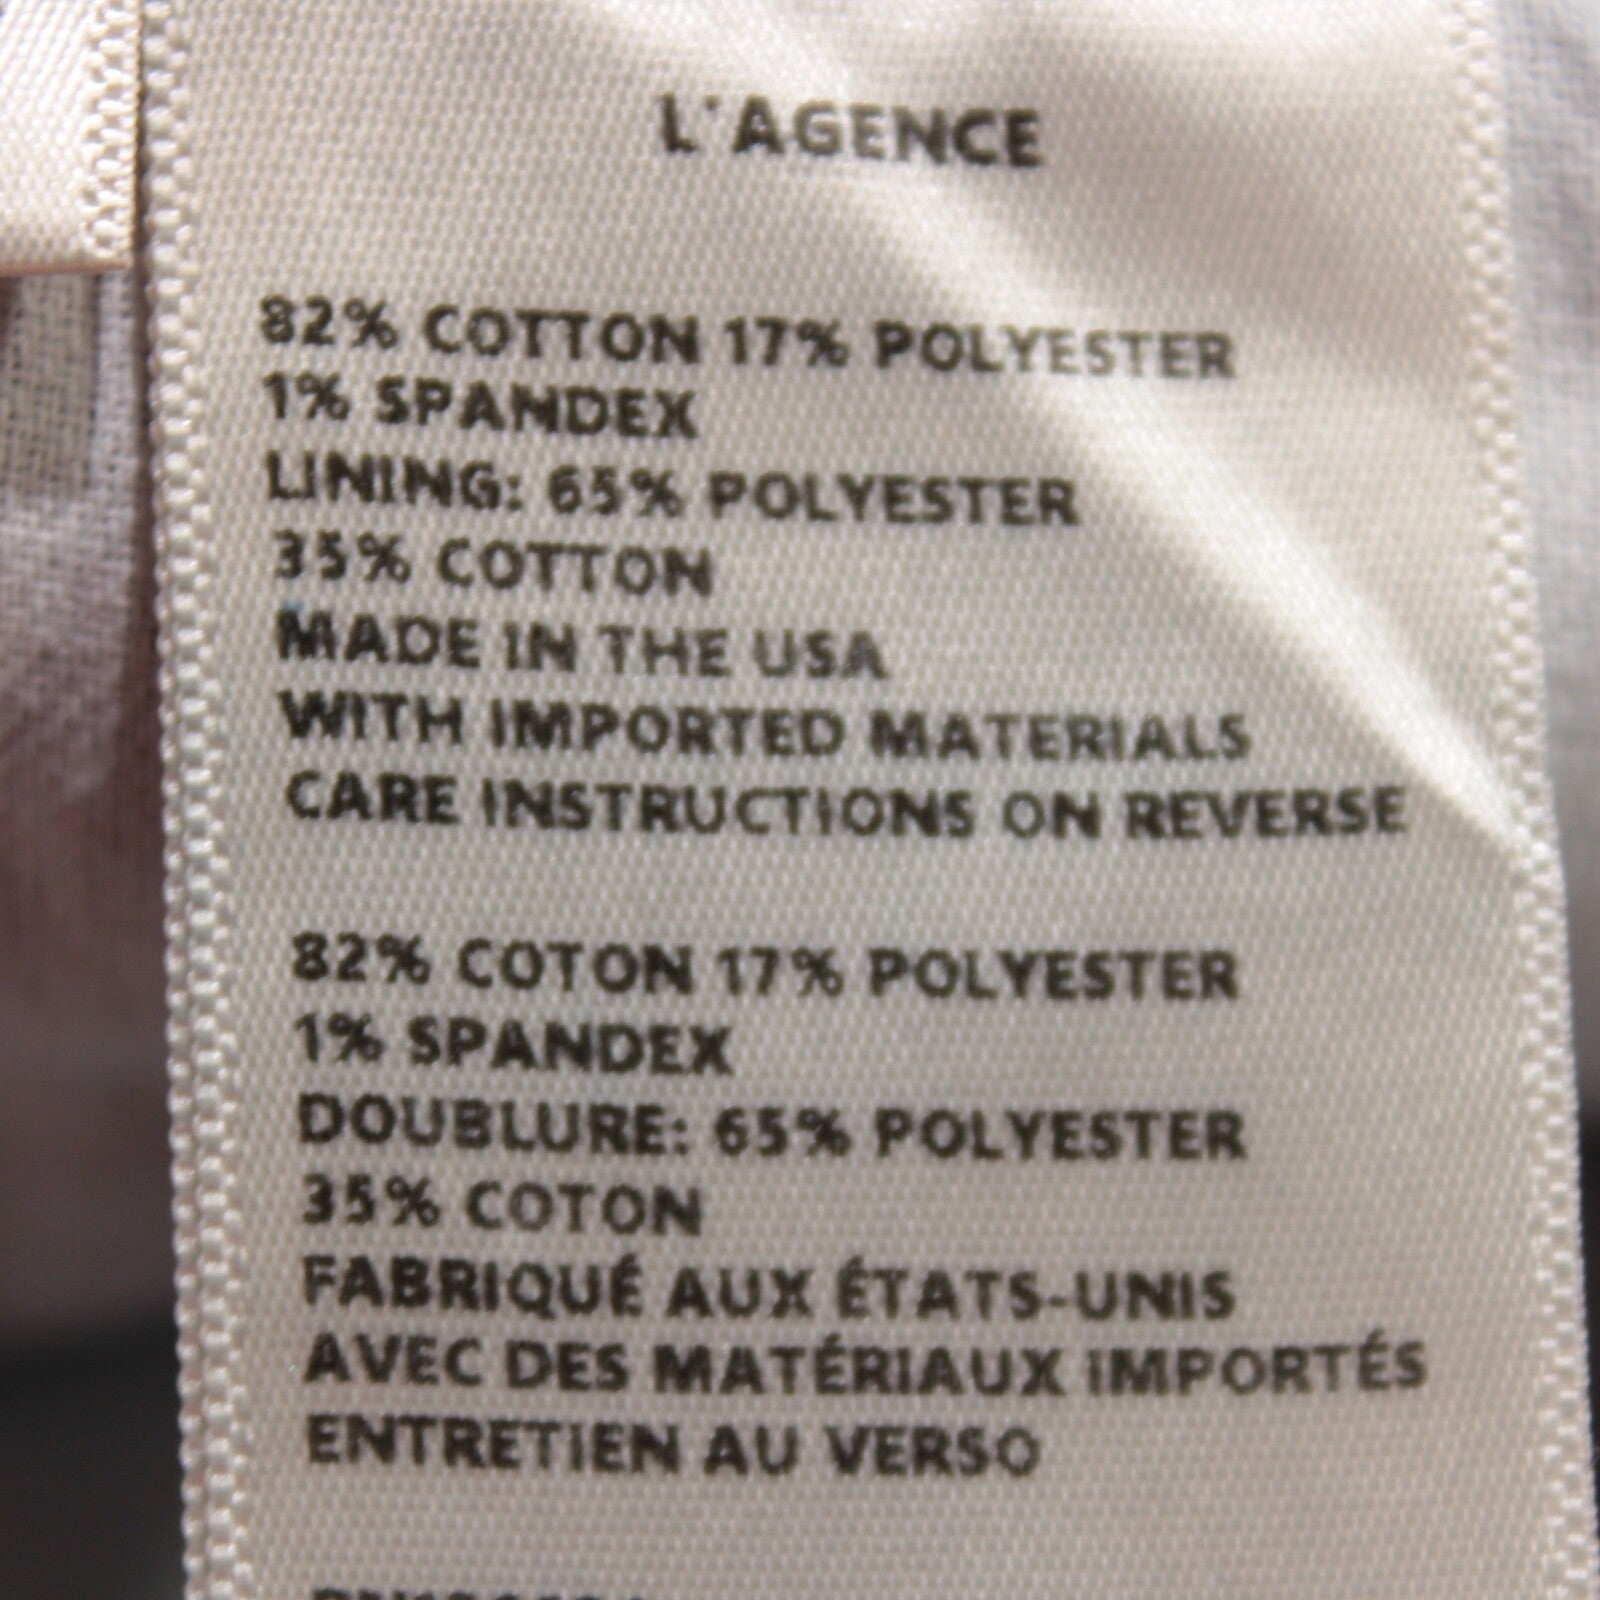 L'AGENCE
82% COTTON 17% POLYESTER
1% SPANDEX
LINING: 65% POLYESTER
35% COTTON
MADE IN THE USA
WITH IMPORTED MATERIALS
CARE INSTRUCTIONS ON REVERSE
82% COTON 17% POLYESTER
1% SPANDEX
DOUBLURE: 65% POLYESTER
35% COTON
FABRIQUÉ AUX ÉTATS-UNIS
AVEC DES MATÉRIAUX IMPORTÉS
ENTRETIEN AU VERSO